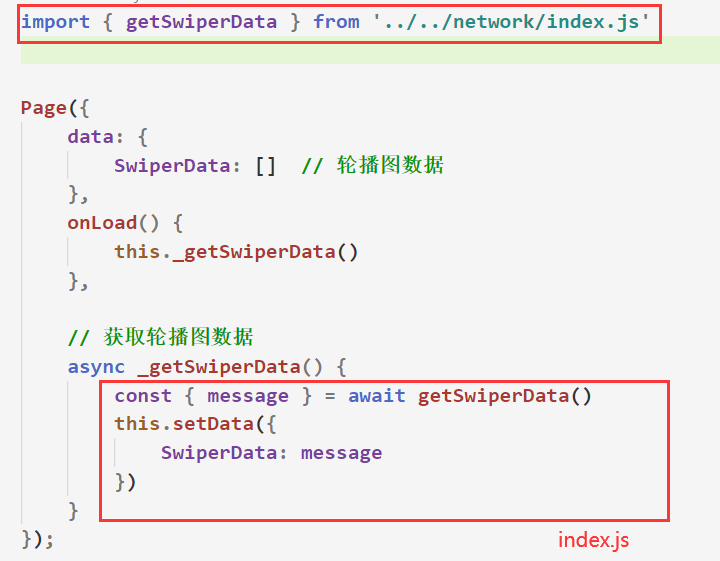 import { getSwiperData } from '../../network/index.js'
Page({
data: {
SwiperData: [] // 轮播图数据
},
onLoad() {
this._getSwiperData()
},
// 获取轮播图数据
async _getSwiperData() {
const { message } = await getSwiperData()
this.setData({
SwiperData: message
})
}
});
index.js